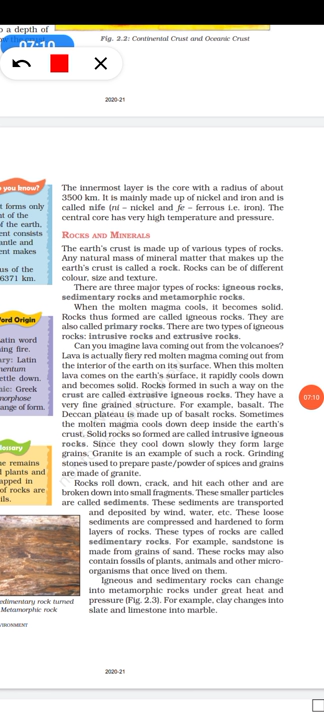 o a depth of
Fig. 2.2: Continental Crust and Oceanic Crust
07:10
2020-21
you know?
t forms only
ut of the
f the earth,
ent consists
antle and
ent makes
us of the
6371 km.
The innermost layer is the core with a radius of about
3500 km. It is mainly made up of nickel and iron and is
called nife (ni – nickel and fe – ferrous i.e. iron). The
central core has very high temperature and pressure.
ROCKS AND MINERALS
The earth's crust is made up of various types of rocks.
Any natural mass of mineral matter that makes up the
earth's crust is called a rock. Rocks can be of different
colour, size and texture.
There are three major types of rocks: igneous rocks,
sedimentary rocks and metamorphic rocks.
When the molten magma cools, it becomes solid.
Rocks thus formed are called igneous rocks. They are
also called primary rocks. There are two types of igneous
rocks: intrusive rocks and extrusive rocks.
Can you imagine lava coming out from the volcanoes?
Lava is actually fiery red molten magma coming out from
the interior of the earth on its surface. When this molten
lava comes on the earth's surface, it rapidly cools down
and becomes solid. Rocks formed in such a way on the
crust are called extrusive igneous rocks. They have a
very fine grained structure. For example, basalt. The
Deccan plateau is made up of basalt rocks. Sometimes
the molten magma cools down deep inside the earth's
crust. Solid rocks so formed are called intrusive igneous
rocks. Since they cool down slowly they form large
grains. Granite is an example of such a rock. Grinding
stones used to prepare paste/powder of spices and grains
are made of granite.
Rocks roll down, crack, and hit each other and are
broken down into small fragments. These smaller particles
are called sediments. These sediments are transported
and deposited by wind, water, etc. These loose
sediments are compressed and hardened to form
layers of rocks. These types of rocks are called
sedimentary rocks. For example, sandstone is
made from grains of sand. These rocks may also
contain fossils of plants, animals and other micro-
organisms that once lived on them.
Igneous and sedimentary rocks can change
into metamorphic rocks under great heat and
pressure (Fig. 2.3). For example, clay changes into
slate and limestone into marble.
ord Origin
atin word
ing fire.
ary: Latin
mentum
ettle down.
ic: Greek
morphose
ange of form.
ossary
he remains
l plants and
apped in
of rocks are
ils.
edimentary rock turned
Metamorphic rock
VIRONMENT
07:10
2020-21